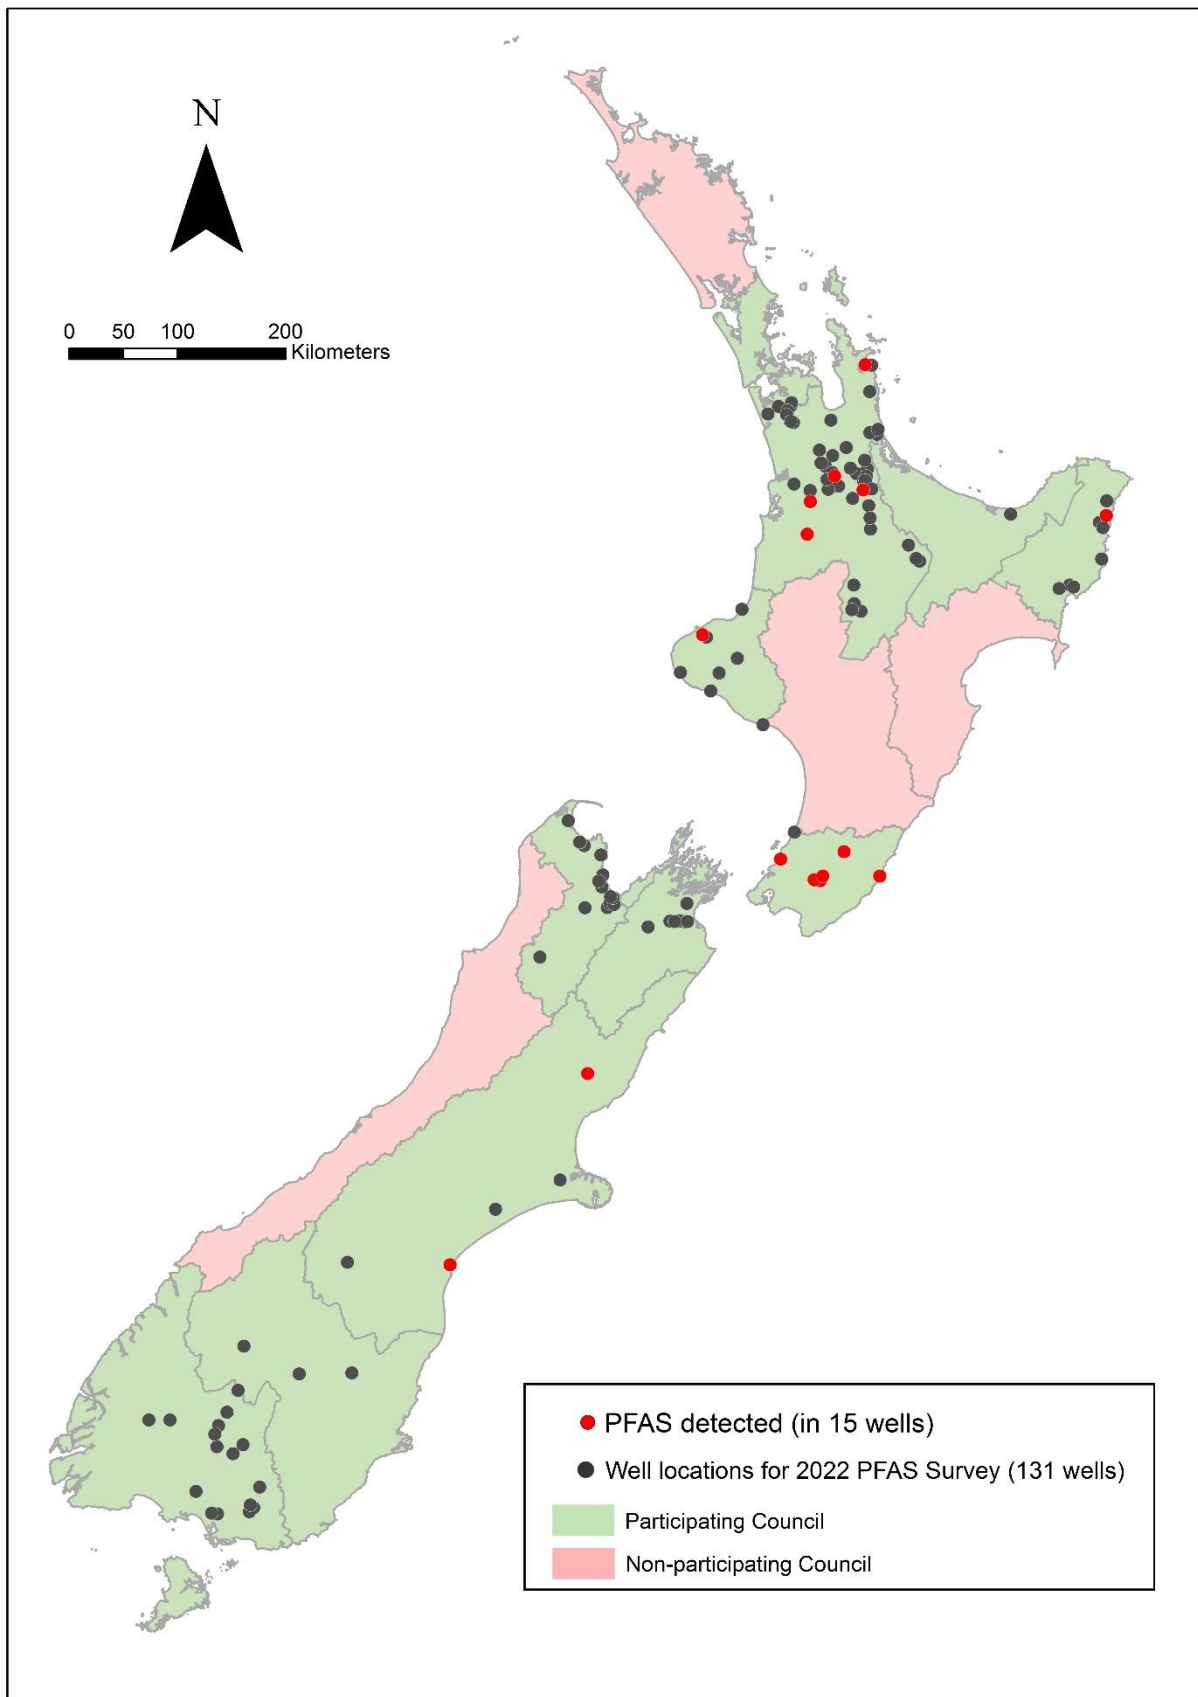 N
0 50 100 200
Kilometers
PFAS detected (in 15 wells)
Well locations for 2022 PFAS Survey (131 wells)
Participating Council
Non-participating Council